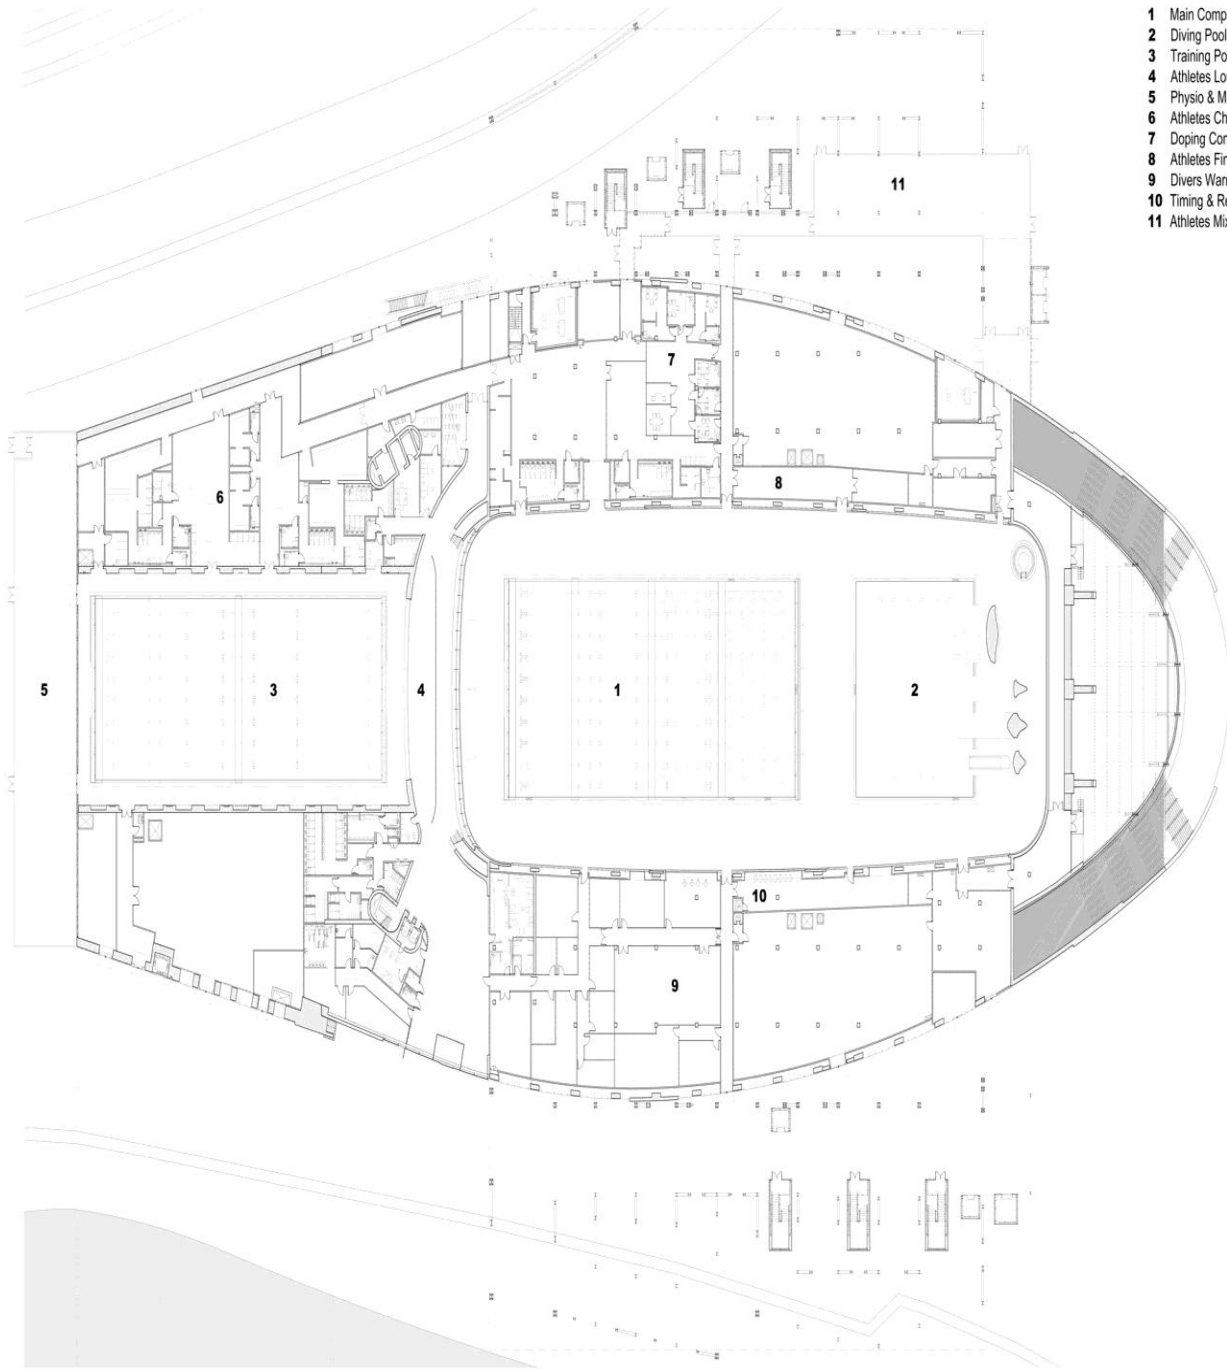 1 Main Comp
2 Diving Pool
3 Training Po
4 Athletes Lo
5 Physio & M
6 Athletes Ch
7 Doping Con
8 Athletes Fin
9 Divers Warn
10 Timing & Re
11 Athletes Mix
11
7
8
6
5
3
4
1
2
10
9